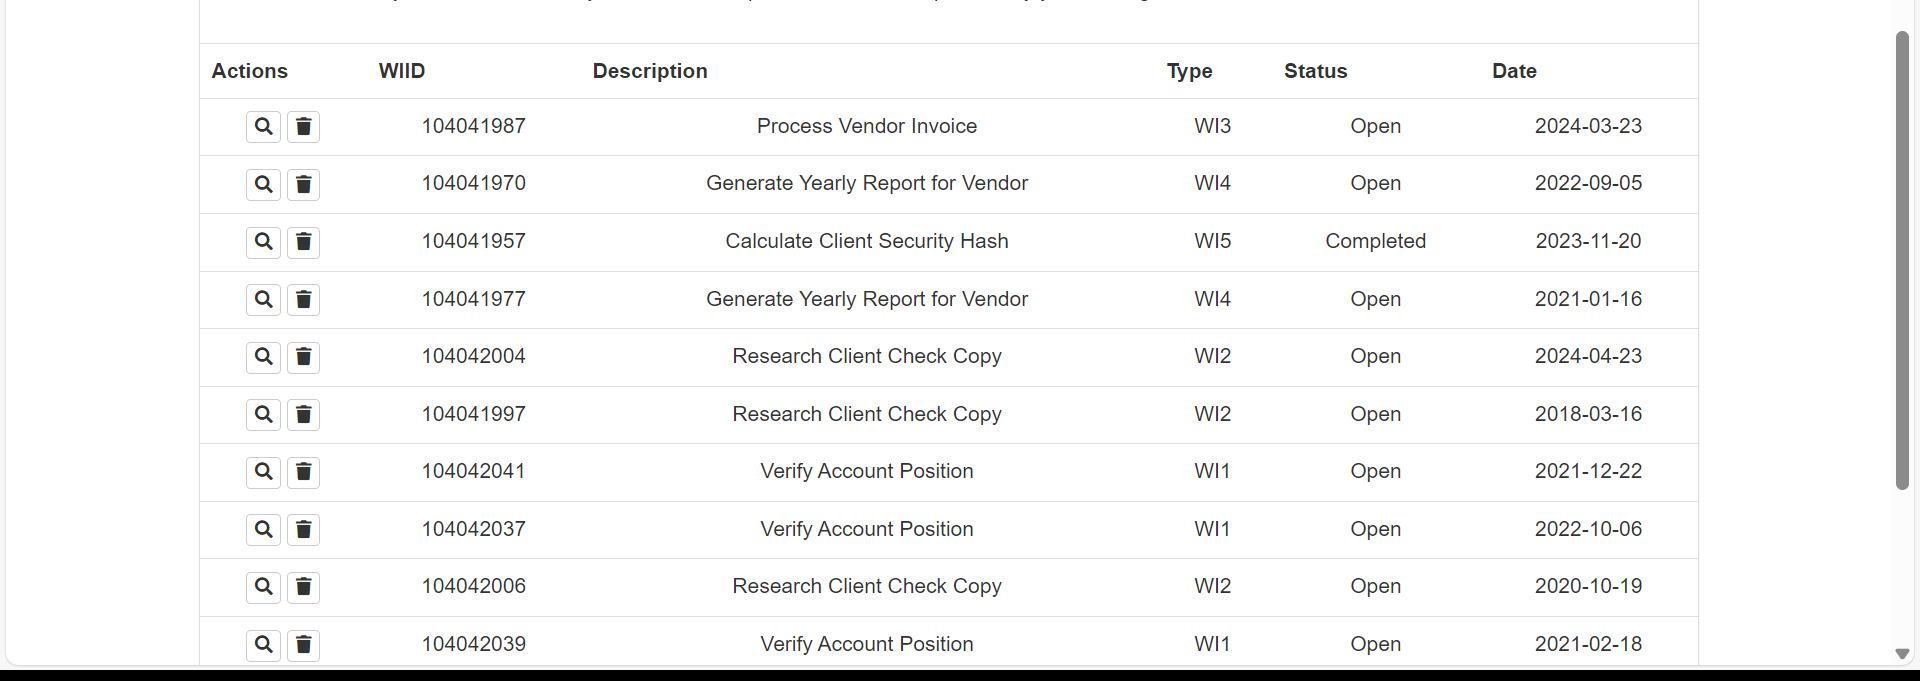 Actions WIID Description Type Status Date
104041987 Process Vendor Invoice WI3 Open 2024-03-23
104041970 Generate Yearly Report for Vendor WI4 Open 2022-09-05
104041957 Calculate Client Security Hash WI5 Completed 2023-11-20
104041977 Generate Yearly Report for Vendor WI4 Open 2021-01-16
104042004 Research Client Check Copy WI2 Open 2024-04-23
104041997 Research Client Check Copy WI2 Open 2018-03-16
104042041 Verify Account Position WI1 Open 2021-12-22
104042037 Verify Account Position WI1 Open 2022-10-06
104042006 Research Client Check Copy WI2 Open 2020-10-19
104042039 Verify Account Position WI1 Open 2021-02-18